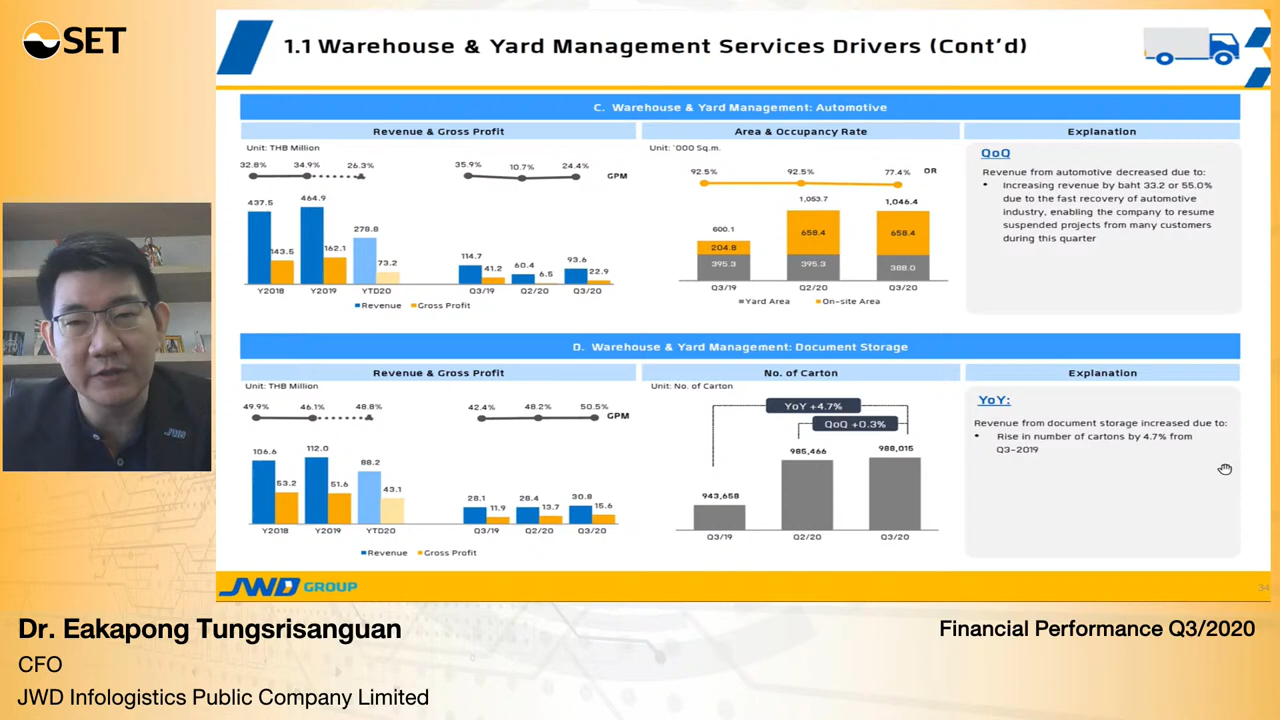 SET
1.1 Warehouse & Yard Management Services Drivers (Cont'd)
C. Warehouse & Yard Management: Automotive
Revenue & Gross Profit
Area & Occupancy Rate
Explanation
Unit: THB Million
32.8% 34.9% 26.3% 35.9% 10.7% 24.4% GPM
437.5 464.9 278.8 114.7 60.4 93.6
143.5 162.1 73.2 41.2 6.5 22.9
Y2018 Y2019 YTD20 Q3/19 Q2/20 Q3/20
Revenue Gross Profit
Unit: `000 Sq.m.
92.5% 92.5% 77.4% OR
600.1 1,053.7 1,046.4
204.8 658.4 658.4
395.3 395.3 388.0
Q3/19 Q2/20 Q3/20
Yard Area On-site Area
QoQ
Revenue from automotive decreased due to:
• Increasing revenue by baht 33.2 or 55.0%
due to the fast recovery of automotive
industry, enabling the company to resume
suspended projects from many customers
during this quarter
D. Warehouse & Yard Management: Document Storage
Revenue & Gross Profit
No. of Carton
Explanation
Unit: THB Million
49.9% 46.1% 48.8% 42.4% 48.2% 50.5% GPM
106.6 112.0 88.2 28.1 28.4 30.8
53.2 51.6 43.1 11.9 13.7 15.6
Y2018 Y2019 YTD20 Q3/19 Q2/20 Q3/20
Revenue Gross Profit
Unit: No. of Carton
YoY +4.7%
QoQ +0.3%
943,658 985,466 988,015
Q3/19 Q2/20 Q3/20
YoY:
Revenue from document storage increased due to:
• Rise in number of cartons by 4.7% from
Q3-2019
JWD GROUP
34
JWD
Dr. Eakapong Tungsrisanguan
CFO
JWD Infologistics Public Company Limited
Financial Performance Q3/2020